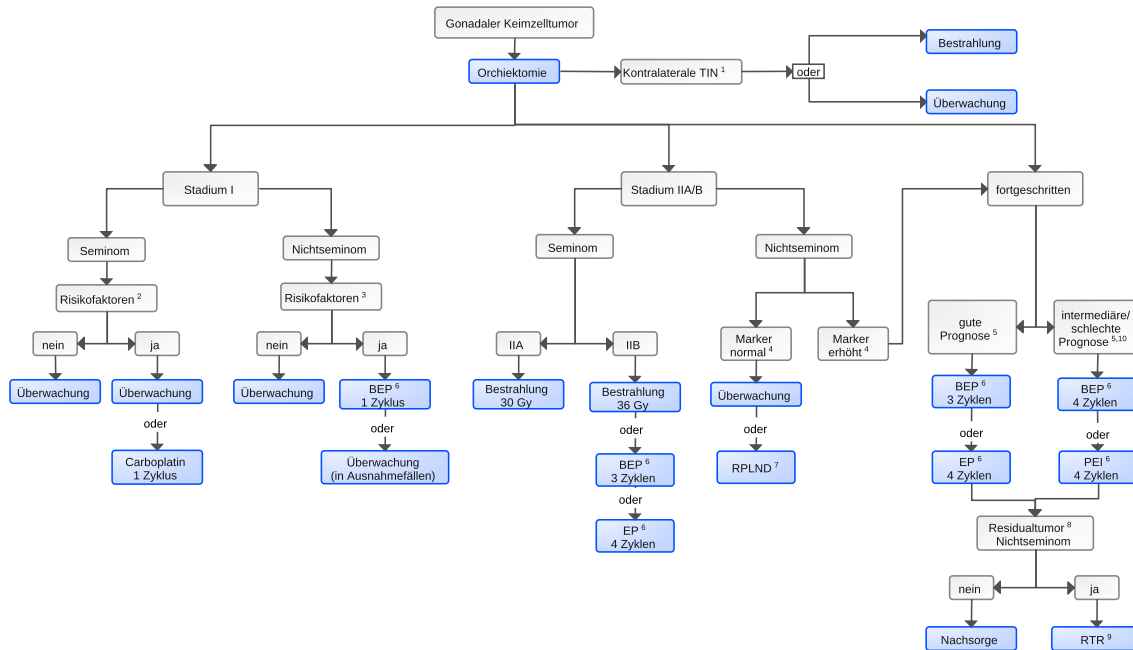 Gonadaler Keimzelltumor
Orchiektomie
Kontralaterale TIN 1
oder
Bestrahlung
Überwachung
Stadium I
Stadium IIA/B
fortgeschritten
Seminom
Nichtseminom
Seminom
Nichtseminom
Risikofaktoren 2
Risikofaktoren 3
nein
ja
nein
ja
IIA
IIB
Marker
normal 4
Marker
erhöht 4
gute
Prognose 5
intermediäre/
schlechte
Prognose 5,10
Überwachung
Überwachung
oder
Carboplatin
1 Zyklus
Überwachung
BEP 6
1 Zyklus
oder
Überwachung
(in Ausnahmefällen)
Bestrahlung
30 Gy
Bestrahlung
36 Gy
oder
BEP 6
3 Zyklen
oder
EP 6
4 Zyklen
Überwachung
oder
RPLND 7
BEP 6
3 Zyklen
oder
EP 6
4 Zyklen
BEP 6
4 Zyklen
oder
PEI 6
4 Zyklen
Residualtumor 8
Nichtseminom
nein
ja
Nachsorge
RTR 9